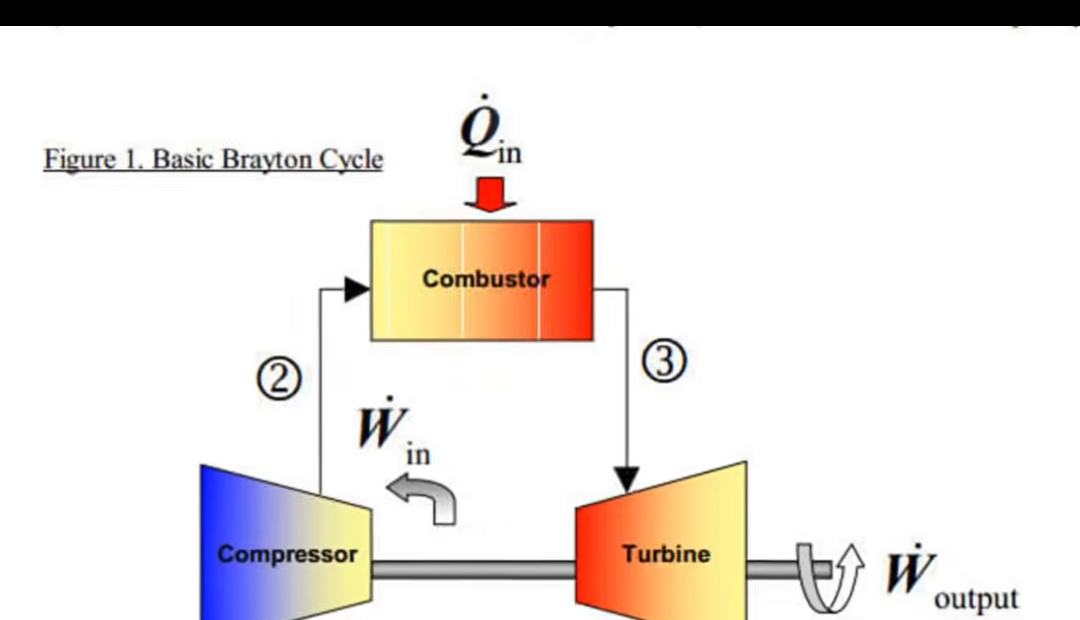 Q̇in
Figure 1. Basic Brayton Cycle
Combustor
②
③
Ẇin
Compressor
Turbine
Ẇoutput